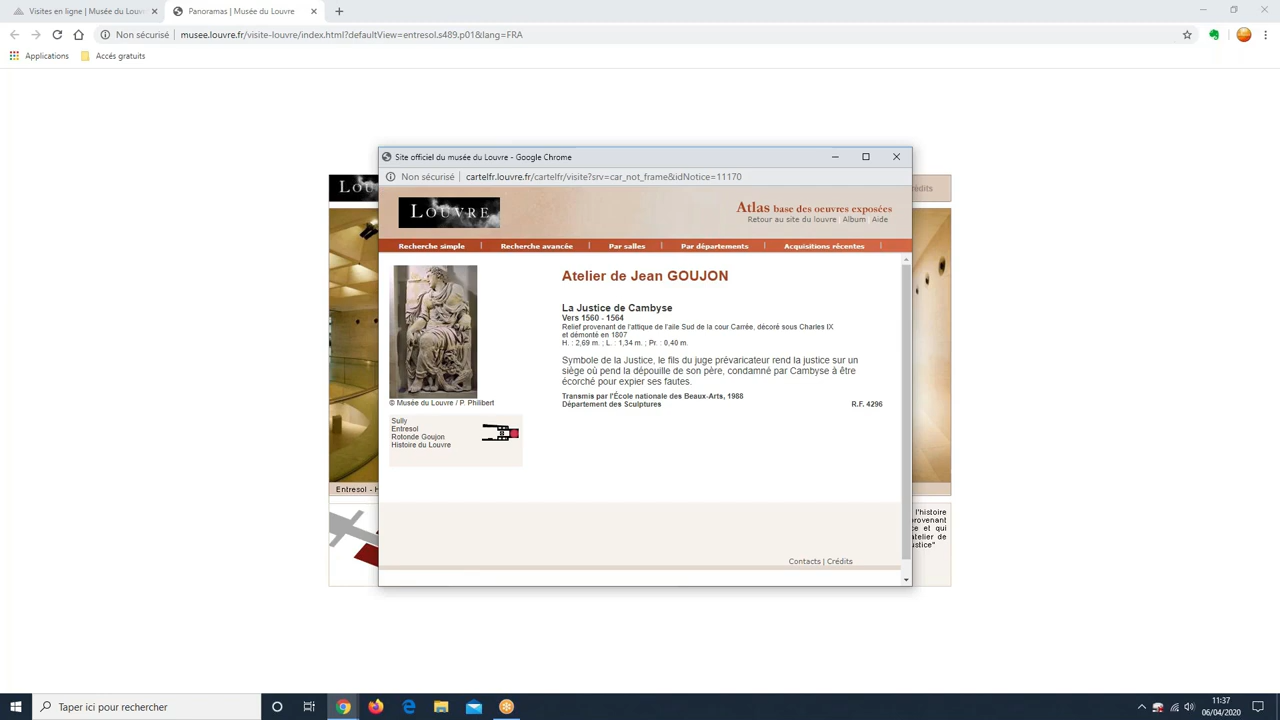 Visites en ligne | Musée du Louvr
Panoramas | Musée du Louvre
Non sécurisé
musee.louvre.fr/visite-louvre/index.html?defaultView=entresol.s489.p01&lang=FRA
Applications
Accés gratuits
Site officiel du musée du Louvre - Google Chrome
Non sécurisé
cartelfr.louvre.fr/cartelfr/visite?srv=car_not_frame&idNotice=11170
LOU
LOUVRE
Atlas base des oeuvres exposées
Retour au site du louvre Album Aide
édits
Recherche simple | Recherche avancée | Par salles | Par départements | Acquisitions récentes |
Atelier de Jean GOUJON
La Justice de Cambyse
Vers 1560 - 1564
Relief provenant de l'attique de l'aile Sud de la cour Carrée, décoré sous Charles IX
et démonté en 1807
H. : 2,69 m. ; L. : 1,34 m. ; Pr. : 0,40 m.
Symbole de la Justice, le fils du juge prévaricateur rend la justice sur un
siège où pend la dépouille de son père, condamné par Cambyse à être
écorché pour expier ses fautes.
Transmis par l'École nationale des Beaux-Arts, 1988
Département des Sculptures
R.F. 4296
© Musée du Louvre / P. Philibert
Sully
Entresol
Rotonde Goujon
Histoire du Louvre
Entresol - H
l'histoire
provenant
ce et qui
atelier de
ustice"
Contacts | Crédits
Taper ici pour rechercher
11:37
06/04/2020